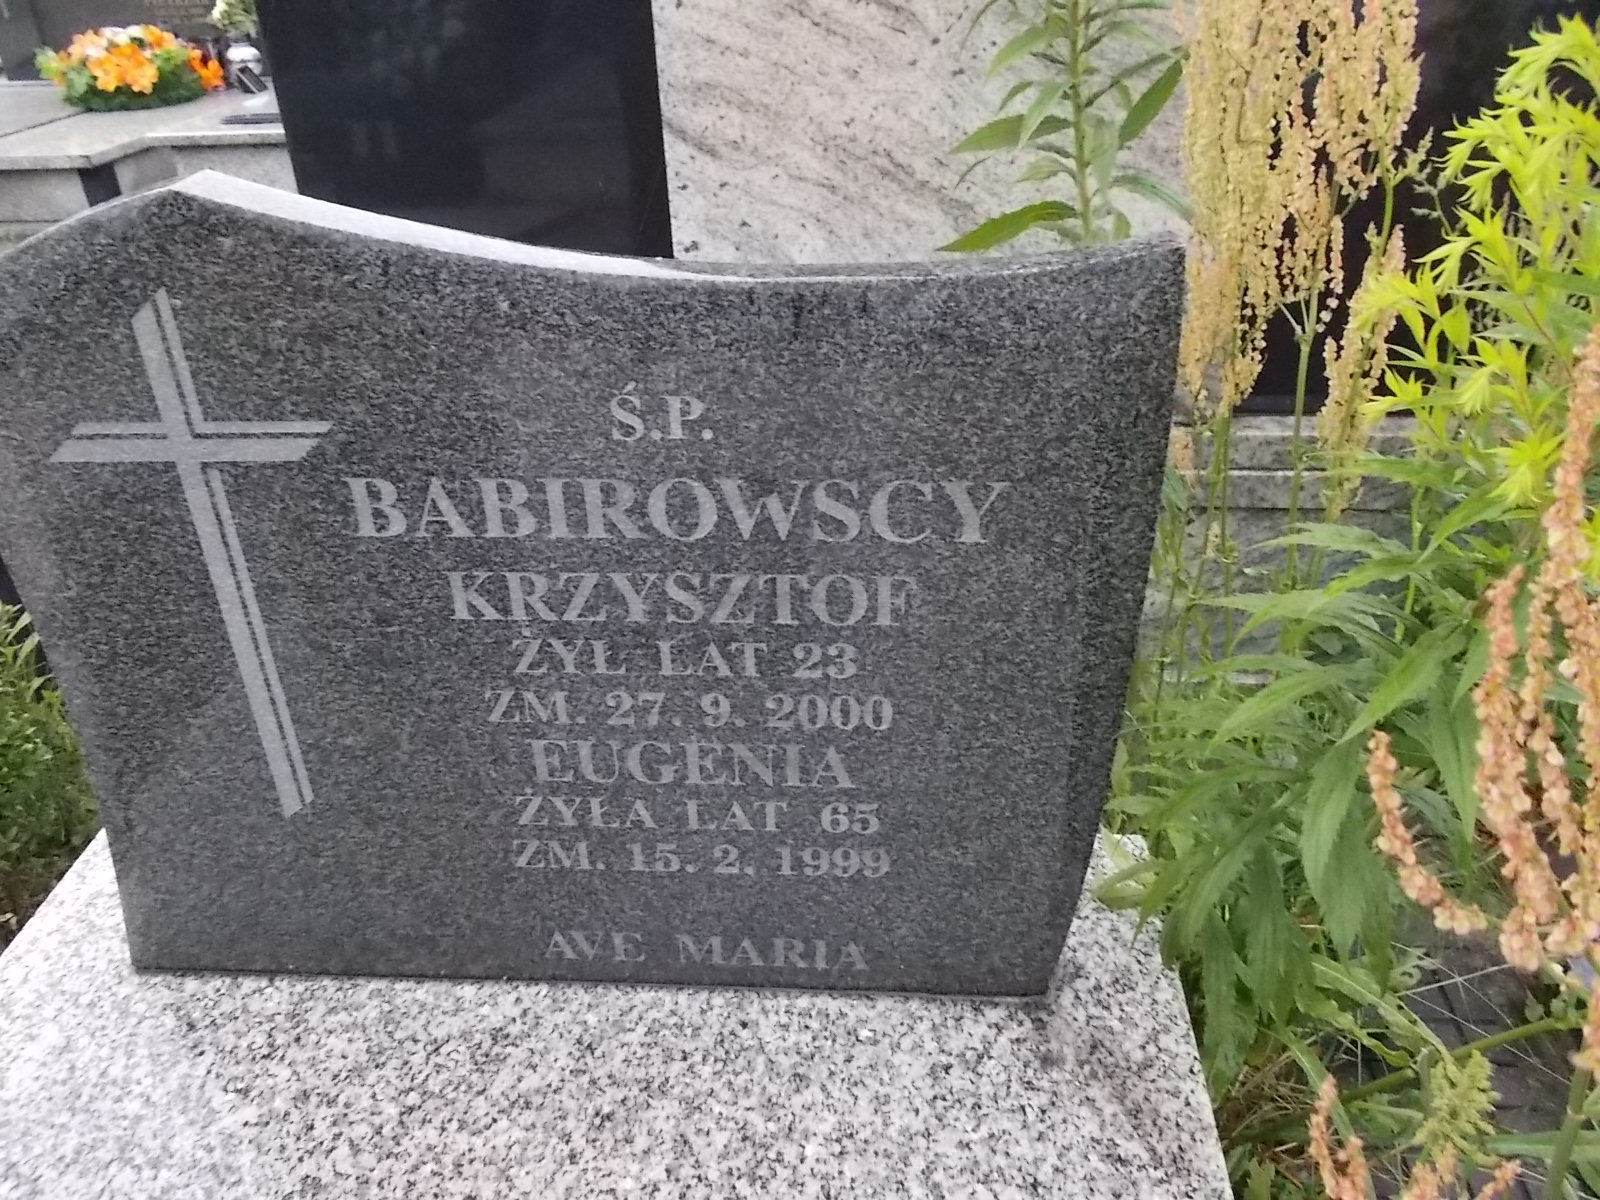 Ś.P.
BABIROWSCY
KRZYSZTOF
ŻYŁ LAT 23
ZM. 27. 9. 2000
EUGENIA
ŻYŁA LAT 65
ZM. 15. 2. 1999
AVE MARIA